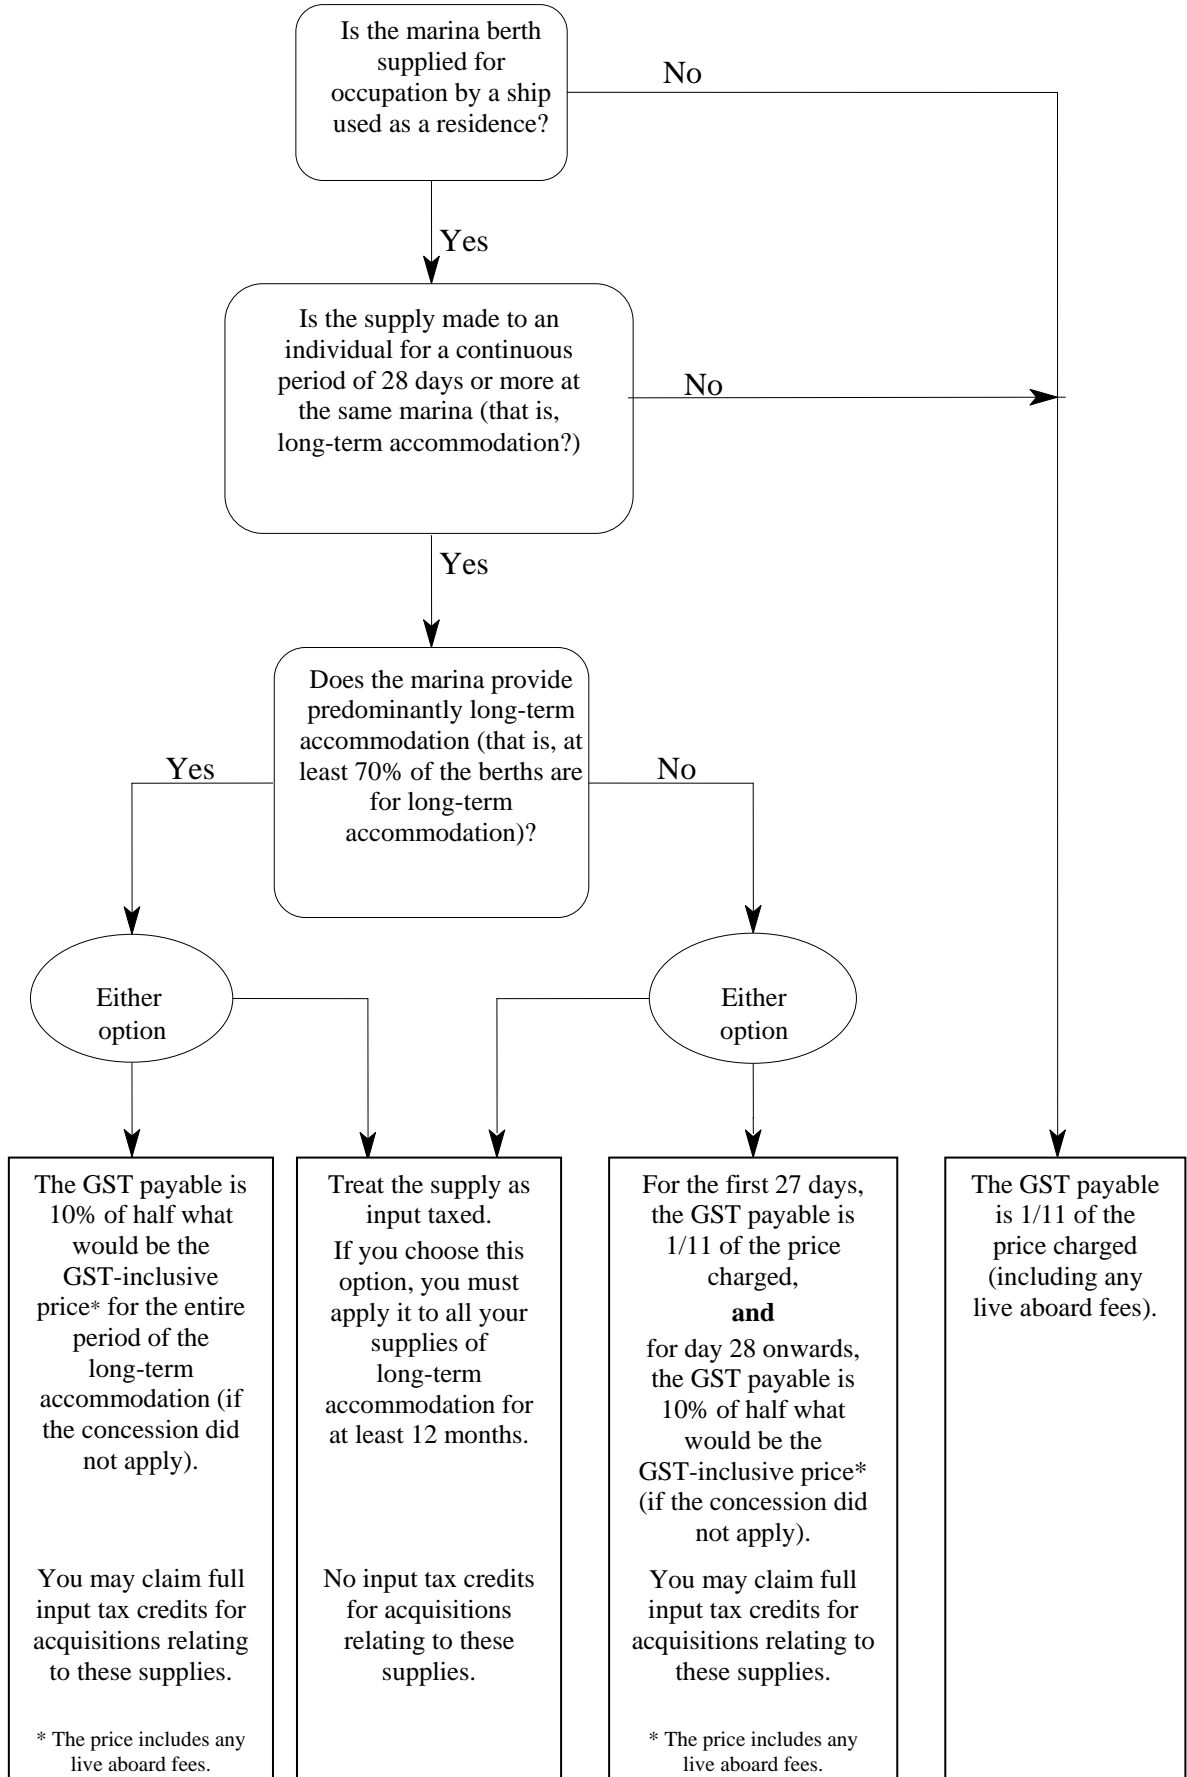 Is the marina berth
supplied for
occupation by a ship
used as a residence?
No
Yes
Is the supply made to an
individual for a continuous
period of 28 days or more at
the same marina (that is,
long-term accommodation?)
No
Yes
Does the marina provide
predominantly long-term
accommodation (that is, at
least 70% of the berths are
for long-term
accommodation)?
Yes
No
Either
option
Either
option
The GST payable is
10% of half what
would be the
GST-inclusive
price* for the entire
period of the
long-term
accommodation (if
the concession did
not apply).
You may claim full
input tax credits for
acquisitions relating
to these supplies.
* The price includes any
live aboard fees.
Treat the supply as
input taxed.
If you choose this
option, you must
apply it to all your
supplies of
long-term
accommodation for
at least 12 months.
No input tax credits
for acquisitions
relating to these
supplies.
For the first 27 days,
the GST payable is
1/11 of the price
charged,
and
for day 28 onwards,
the GST payable is
10% of half what
would be the
GST-inclusive price*
(if the concession did
not apply).
You may claim full
input tax credits for
acquisitions relating to
these supplies.
* The price includes any
live aboard fees.
The GST payable
is 1/11 of the
price charged
(including any
live aboard fees).